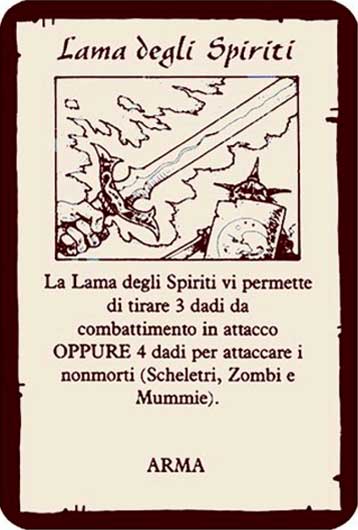 Lama degli Spiriti
La Lama degli Spiriti vi permette
di tirare 3 dadi da
combattimento in attacco
OPPURE 4 dadi per attaccare i
nonmorti (Scheletri, Zombi e
Mummie).
ARMA